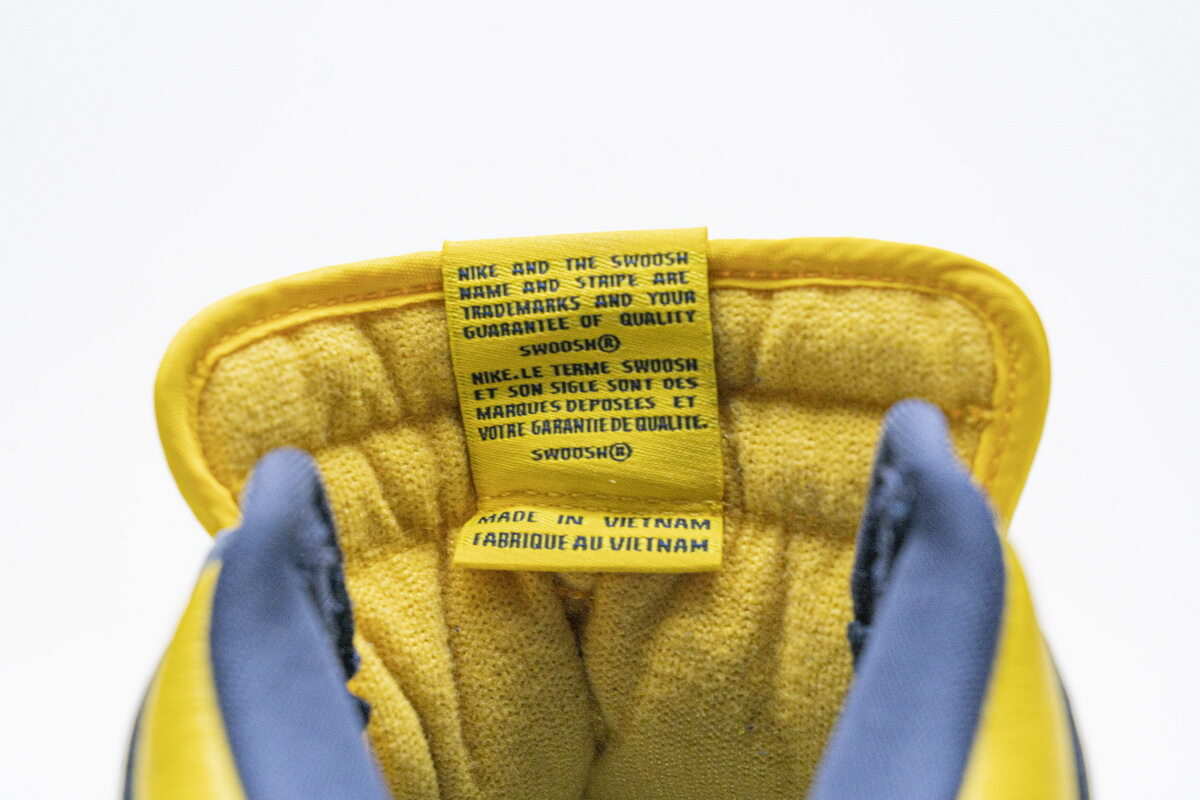 NIKE AND THE SWOOSH
NAME AND STRIPE ARE
TRADEMARKS AND YOUR
GUARANTEE OF QUALITY
SWOOSH®
NIKE.LE TERME SWOOSH
ET SON SIGLE SONT DES
MARQUES DEPOSEES ET
VOTRE GARANTIE DE QUALITE.
SWOOSH®
MADE IN VIETNAM
FABRIQUE AU VIETNAM